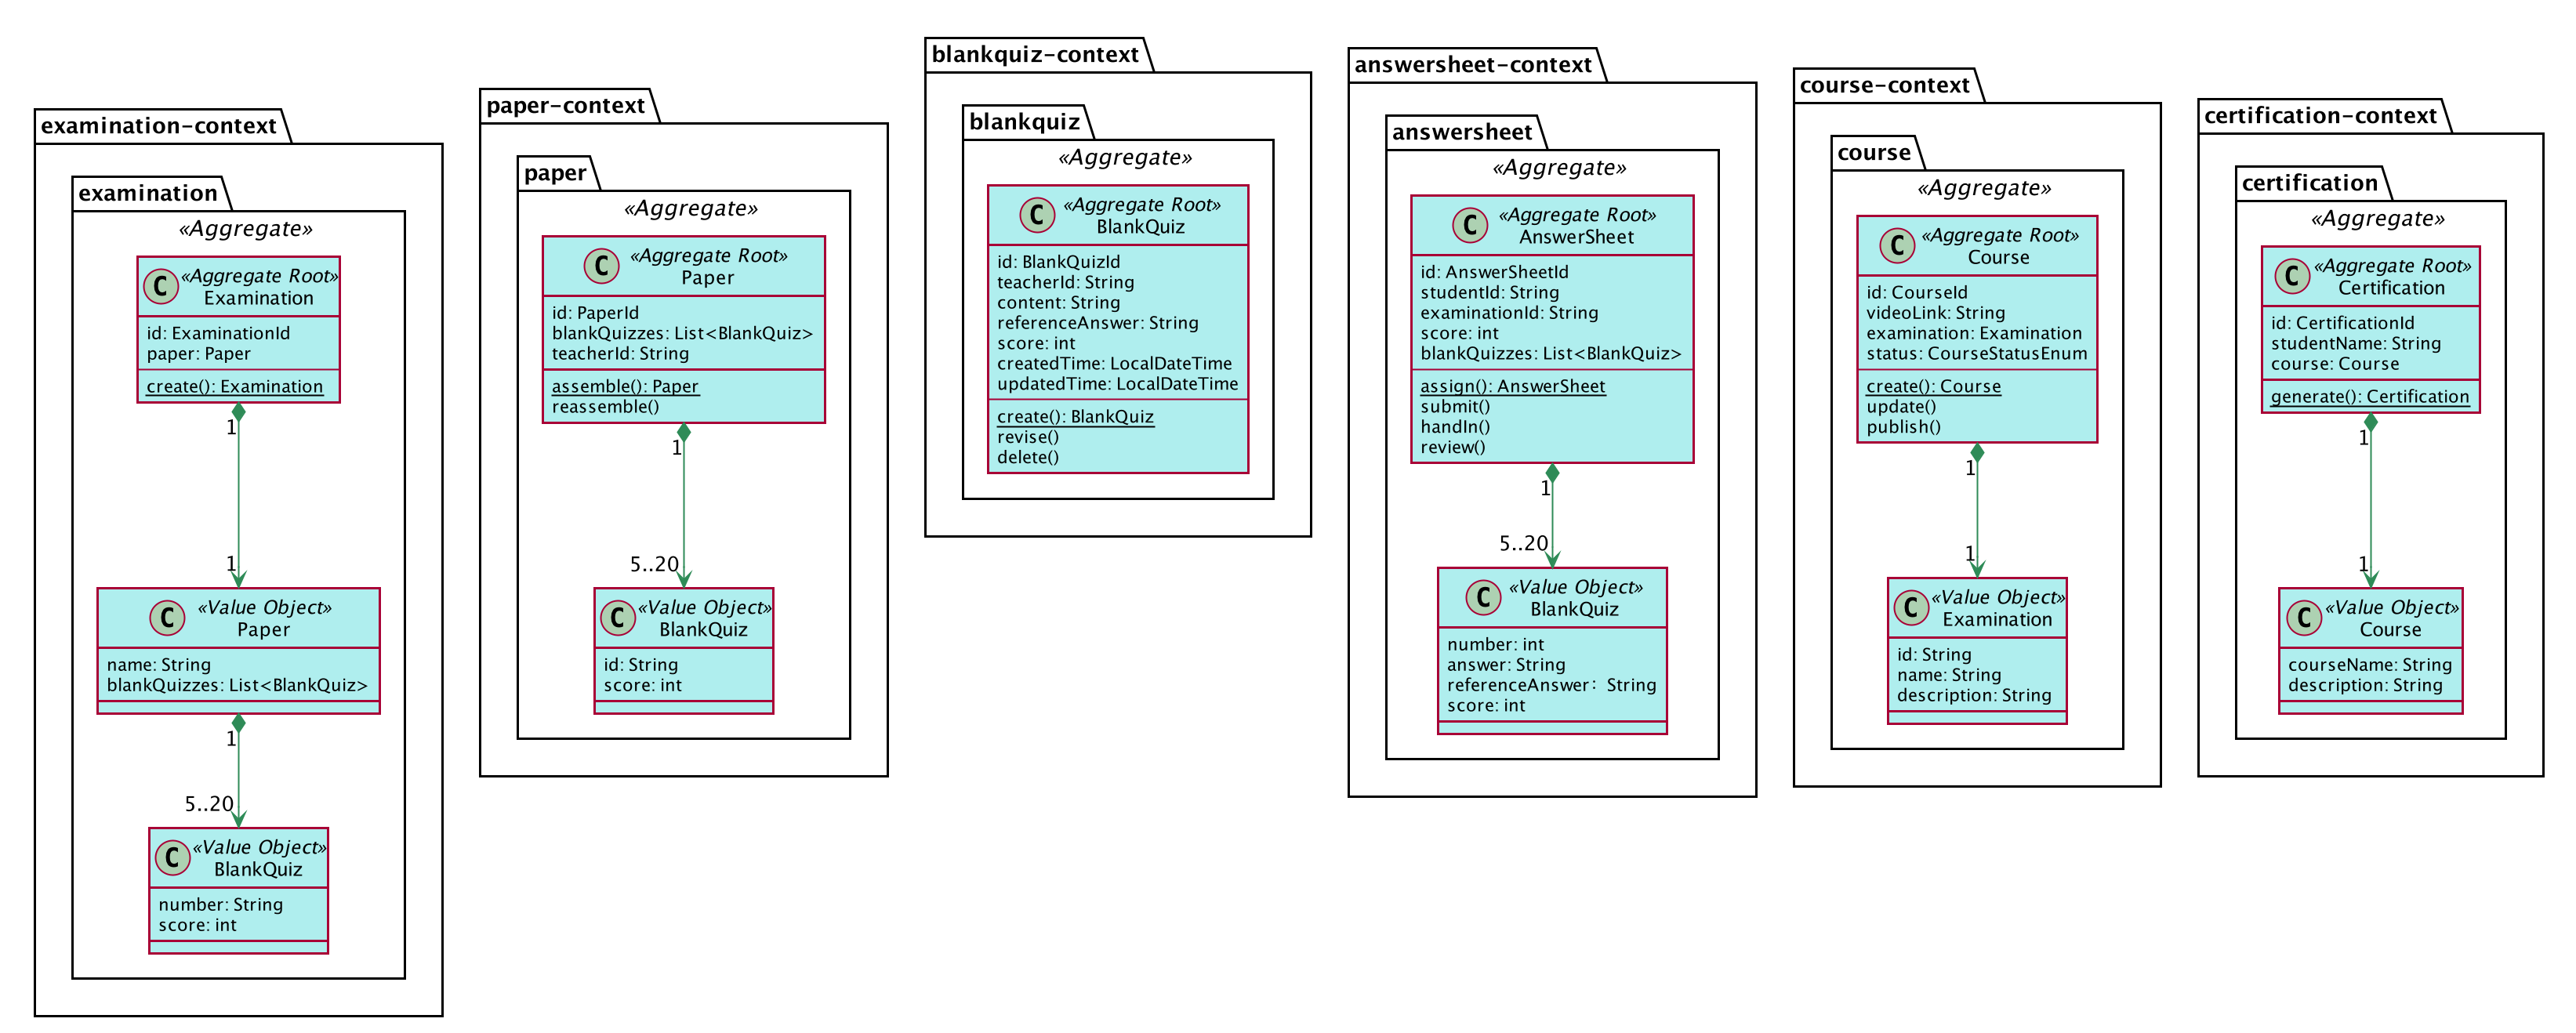 examination-context
examination
«Aggregate»
C
«Aggregate Root»
Examination
id: ExaminationId
paper: Paper
create(): Examination
1
1
C
«Value Object»
Paper
name: String
blankQuizzes: List<BlankQuiz>
1
5..20
C
«Value Object»
BlankQuiz
number: String
score: int
paper-context
paper
«Aggregate»
C
«Aggregate Root»
Paper
id: PaperId
blankQuizzes: List<BlankQuiz>
teacherId: String
assemble(): Paper
reassemble()
1
5..20
C
«Value Object»
BlankQuiz
id: String
score: int
blankquiz-context
blankquiz
«Aggregate»
C
«Aggregate Root»
BlankQuiz
id: BlankQuizId
teacherId: String
content: String
referenceAnswer: String
score: int
createdTime: LocalDateTime
updatedTime: LocalDateTime
create(): BlankQuiz
revise()
delete()
answersheet-context
answersheet
«Aggregate»
C
«Aggregate Root»
AnswerSheet
id: AnswerSheetId
studentId: String
examinationId: String
score: int
blankQuizzes: List<BlankQuiz>
assign(): AnswerSheet
submit()
handIn()
review()
1
5..20
C
«Value Object»
BlankQuiz
number: int
answer: String
referenceAnswer：String
score: int
course-context
course
«Aggregate»
C
«Aggregate Root»
Course
id: CourseId
videoLink: String
examination: Examination
status: CourseStatusEnum
create(): Course
update()
publish()
1
1
C
«Value Object»
Examination
id: String
name: String
description: String
certification-context
certification
«Aggregate»
C
«Aggregate Root»
Certification
id: CertificationId
studentName: String
course: Course
generate(): Certification
1
1
C
«Value Object»
Course
courseName: String
description: String